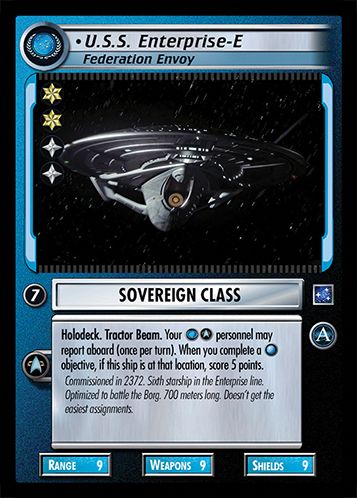 • U.S.S. Enterprise-E
Federation Envoy
7
SOVEREIGN CLASS
Holodeck. Tractor Beam. Your personnel may
report aboard (once per turn). When you complete a
objective, if this ship is at that location, score 5 points.
Commissioned in 2372. Sixth starship in the Enterprise line.
Optimized to battle the Borg. 700 meters long. Doesn't get the
easiest assignments.
RANGE 9 WEAPONS 9 SHIELDS 9